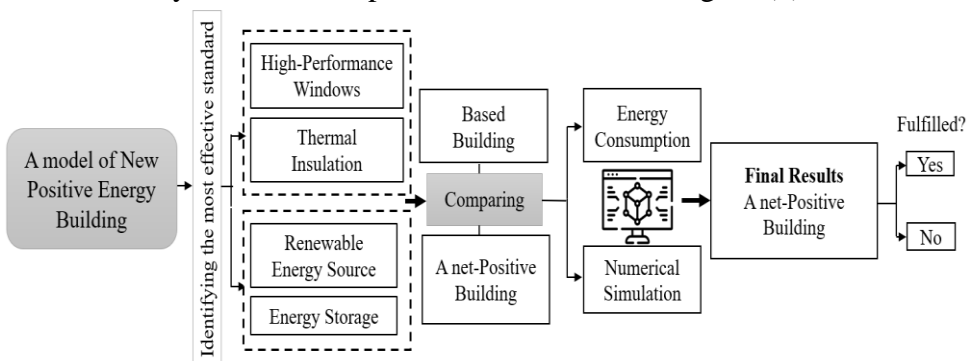 A model of New
Positive Energy
Building
Identifying the most effective standard
High-Performance
Windows
Thermal
Insulation
Renewable
Energy Source
Energy Storage
Based
Building
Comparing
A net-Positive
Building
Energy
Consumption
Numerical
Simulation
Final Results
A net-Positive
Building
Fulfilled?
Yes
No